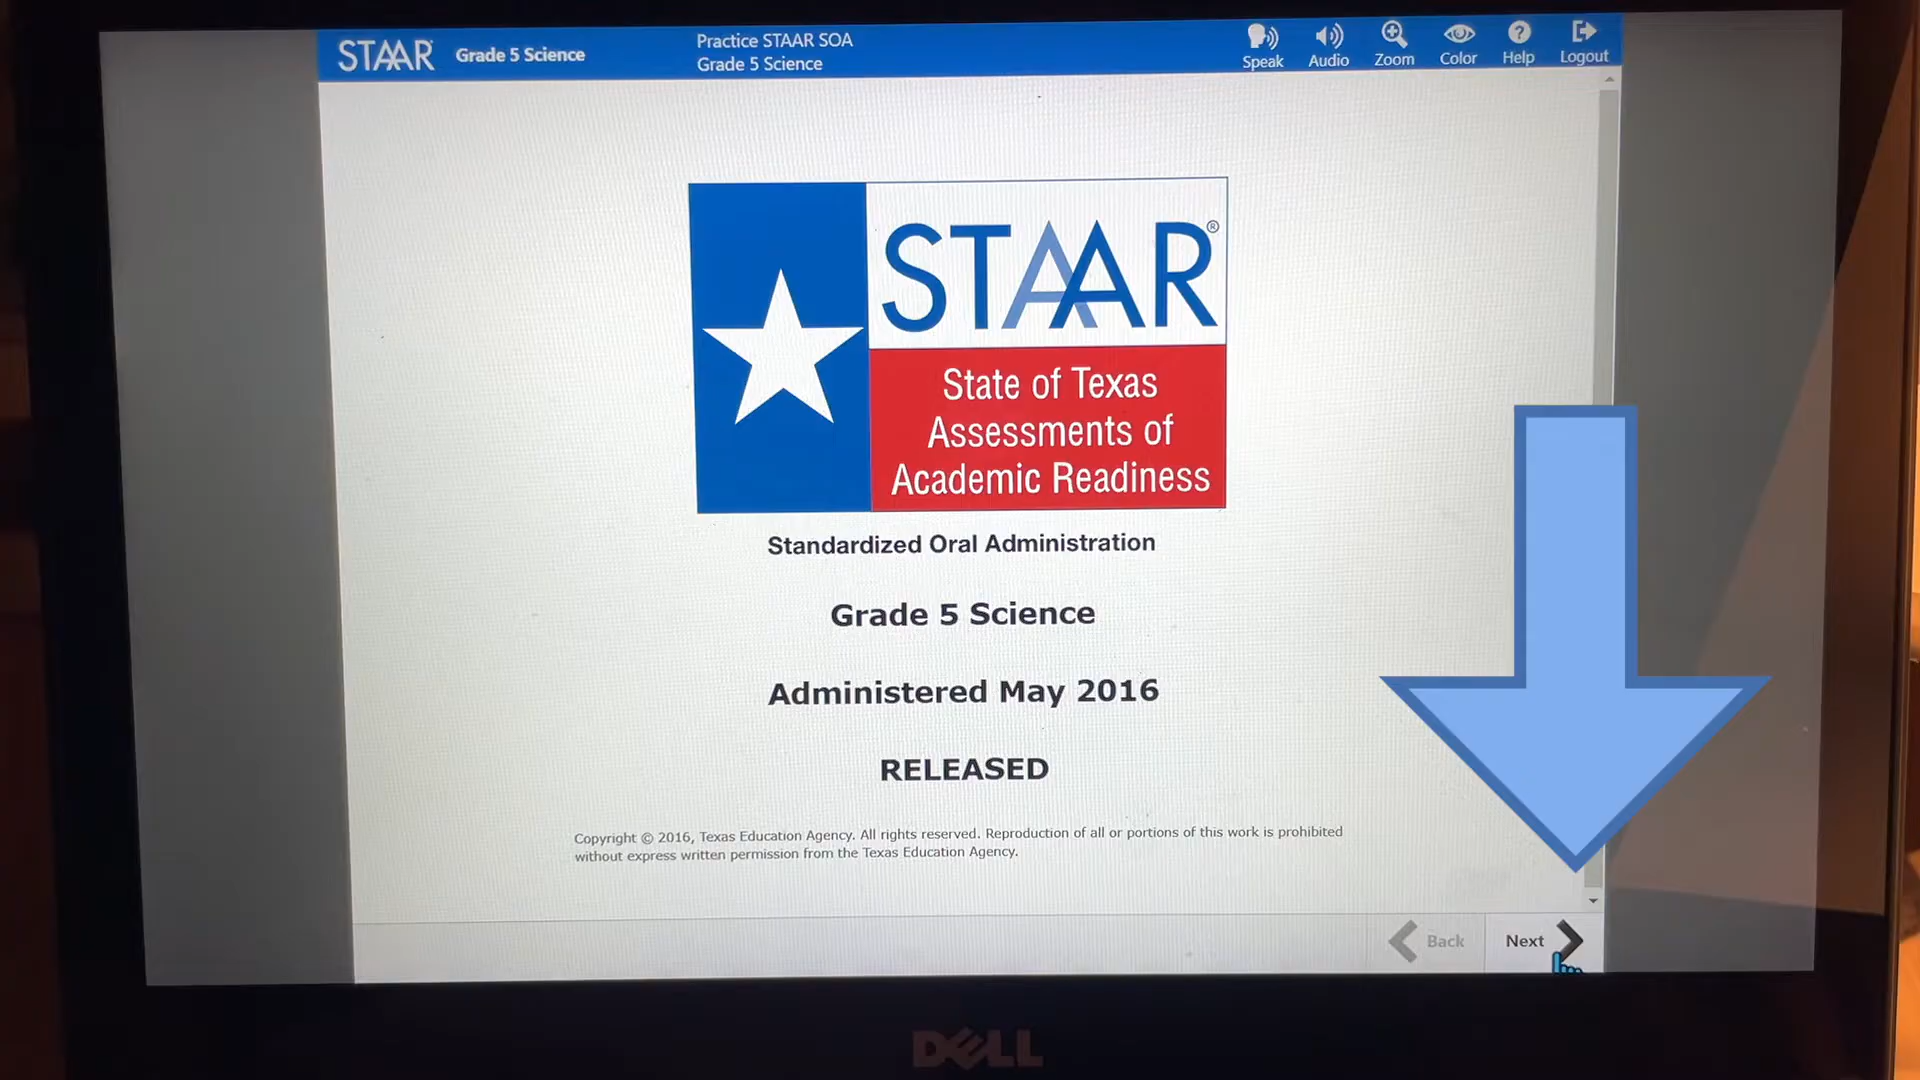 STAAR Grade 5 Science
Practice STAAR SOA
Grade 5 Science
Speak Audio Zoom Color Help Logout
STAAR®
State of Texas
Assessments of
Academic Readiness
Standardized Oral Administration
Grade 5 Science
Administered May 2016
RELEASED
Copyright © 2016, Texas Education Agency. All rights reserved. Reproduction of all or portions of this work is prohibited
without express written permission from the Texas Education Agency.
Back Next
DELL